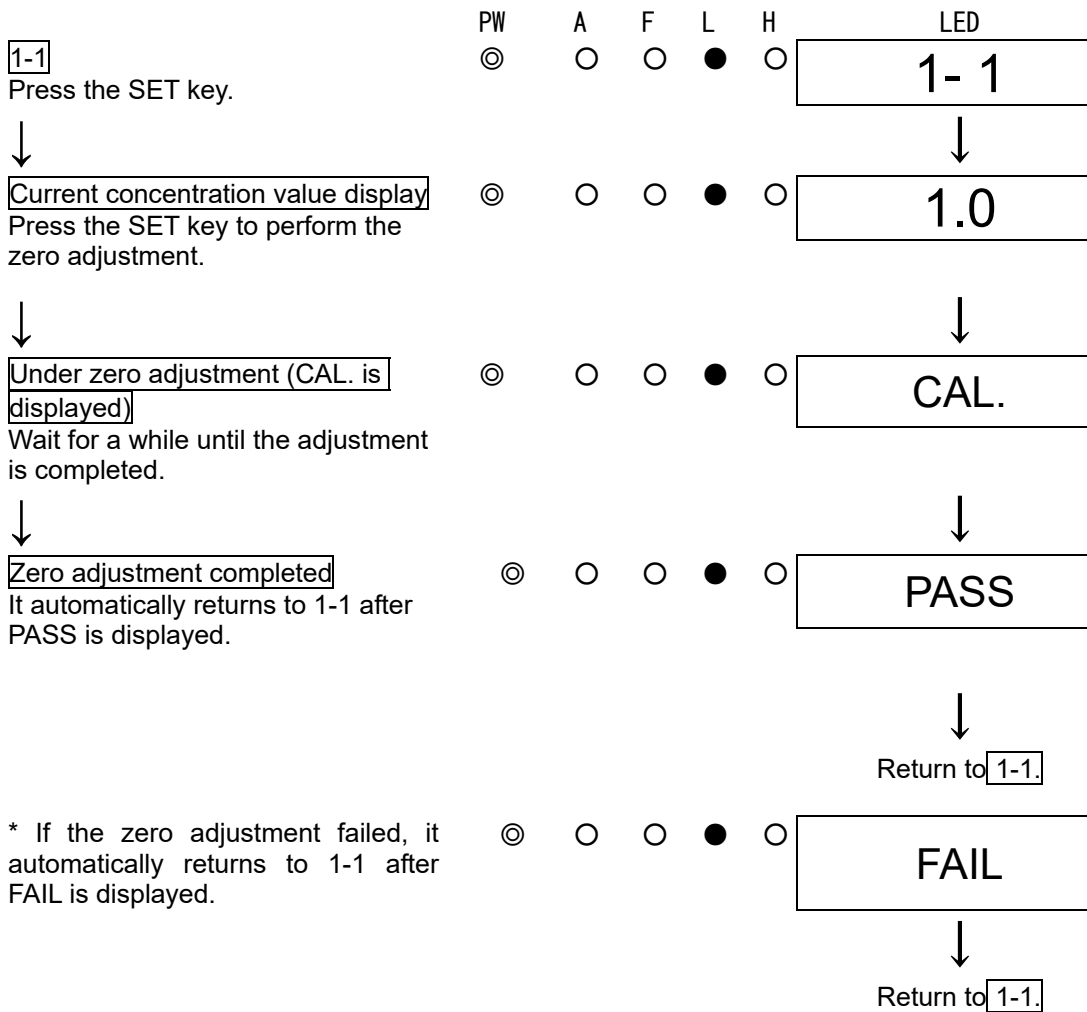 PW A F L H LED
1-1 ◎ ○ ○ ● ○ 1- 1
Press the SET key.
↓ ↓
Current concentration value display ◎ ○ ○ ● ○ 1.0
Press the SET key to perform the
zero adjustment.
↓ ↓
Under zero adjustment (CAL. is ◎ ○ ○ ● ○ CAL.
displayed)
Wait for a while until the adjustment
is completed.
↓ ↓
Zero adjustment completed ◎ ○ ○ ● ○ PASS
It automatically returns to 1-1 after
PASS is displayed.
↓
Return to 1-1.
* If the zero adjustment failed, it ◎ ○ ○ ● ○ FAIL
automatically returns to 1-1 after
FAIL is displayed.
↓
Return to 1-1.